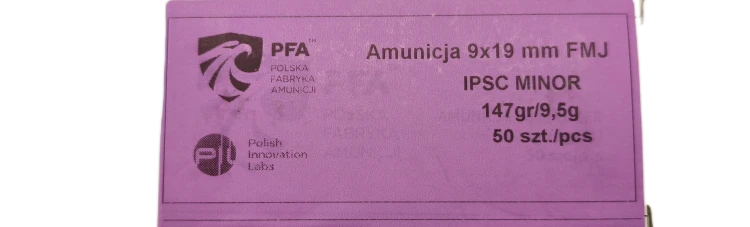 PFA™
POLSKA
FABRYKA
AMUNICJI
Amunicja 9x19 mm FMJ
IPSC MINOR
147gr/9,5g
50 szt./pcs
PIL
Polish
Innovation
Labs